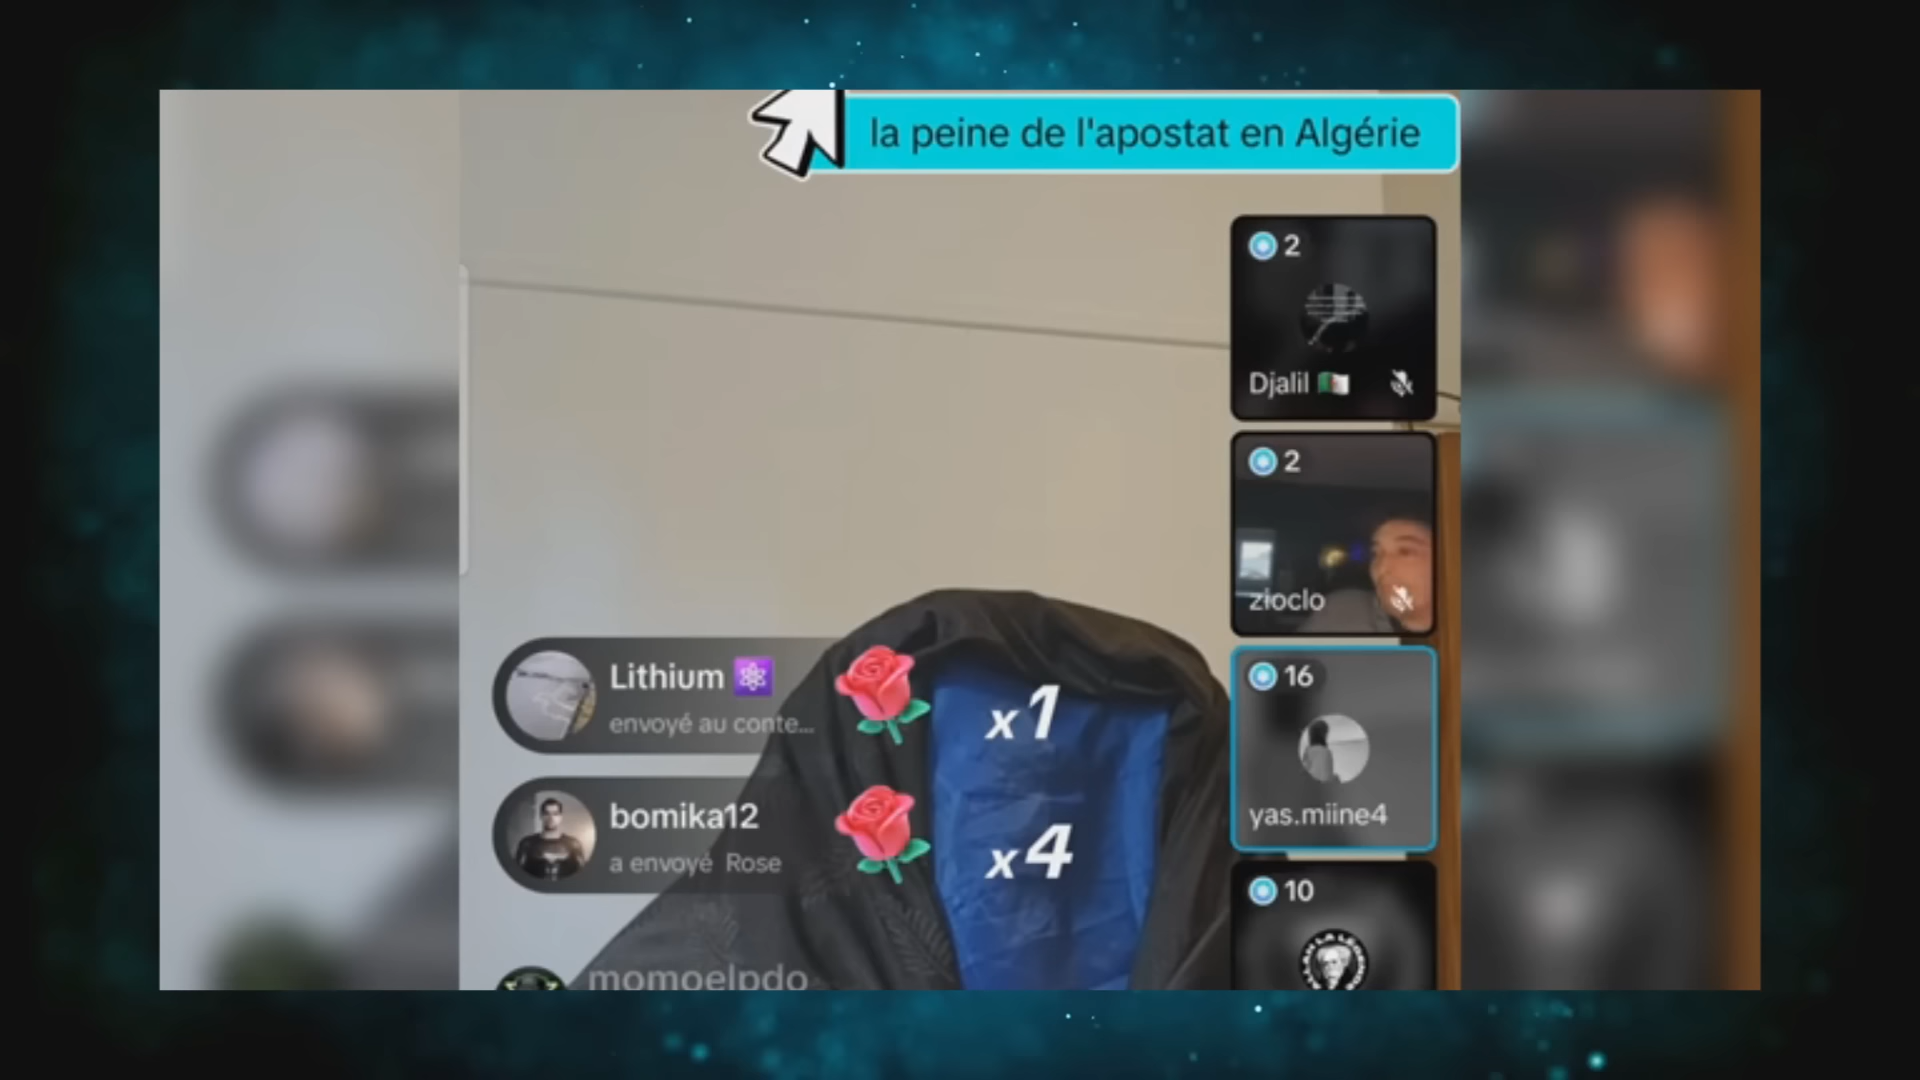 la peine de l'apostat en Algérie
2
Djalil
2
zioclo
Lithium
envoyé au conte...
x1
16
yas.miine4
bomika12
a envoyé Rose
x4
10
momoelpdo